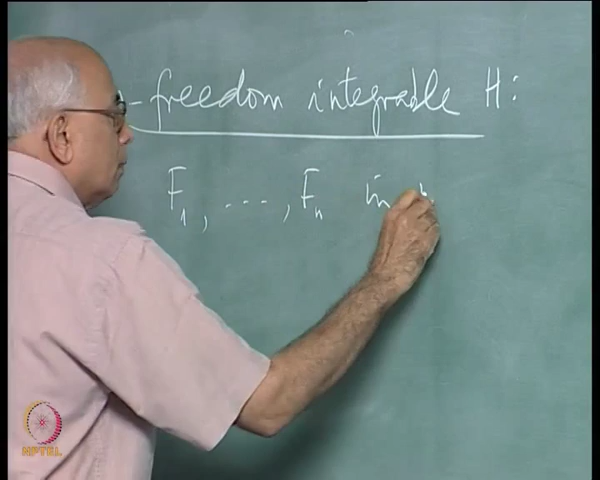 -freedom integrable H:
F1, ..., Fn in
NPTEL